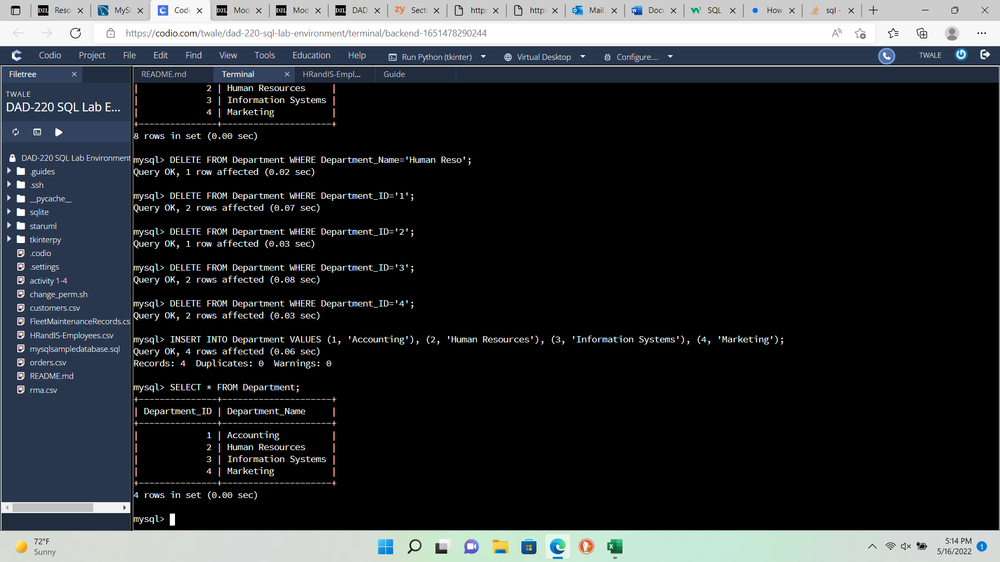 Reso
MyS
Codi
Mod
Mod
DAD
Secti
https
https
Mail
Docu
SQL
How
sql -
https://codio.com/twale/dad-220-sql-lab-environment/terminal/backend-1651478290244
Codio Project File Edit Find View Tools Education Help Run Python (tkinter) Virtual Desktop Configure.... TWALE
Filetree
README.md Terminal HRandIS-Empl... Guide
TWALE
DAD-220 SQL Lab E...
DAD-220 SQL Lab Environment
.guides
.ssh
__pycache__
sqlite
staruml
tkinterpy
.codio
.settings
activity 1-4
change_perm.sh
customers.csv
FleetMaintenanceRecords.cs
HRandIS-Employees.csv
mysqlsampledatabase.sql
orders.csv
README.md
rma.csv
| 2 | Human Resources |
| 3 | Information Systems |
| 4 | Marketing |
+---------------+---------------------+
8 rows in set (0.00 sec)
mysql> DELETE FROM Department WHERE Department_Name='Human Reso';
Query OK, 1 row affected (0.02 sec)
mysql> DELETE FROM Department WHERE Department_ID='1';
Query OK, 2 rows affected (0.07 sec)
mysql> DELETE FROM Department WHERE Department_ID='2';
Query OK, 1 row affected (0.03 sec)
mysql> DELETE FROM Department WHERE Department_ID='3';
Query OK, 2 rows affected (0.08 sec)
mysql> DELETE FROM Department WHERE Department_ID='4';
Query OK, 2 rows affected (0.03 sec)
mysql> INSERT INTO Department VALUES (1, 'Accounting'), (2, 'Human Resources'), (3, 'Information Systems'), (4, 'Marketing');
Query OK, 4 rows affected (0.06 sec)
Records: 4 Duplicates: 0 Warnings: 0
mysql> SELECT * FROM Department;
+---------------+---------------------+
| Department_ID | Department_Name |
+---------------+---------------------+
| 1 | Accounting |
| 2 | Human Resources |
| 3 | Information Systems |
| 4 | Marketing |
+---------------+---------------------+
4 rows in set (0.00 sec)
mysql>
72°F
Sunny
5:14 PM
5/16/2022
1